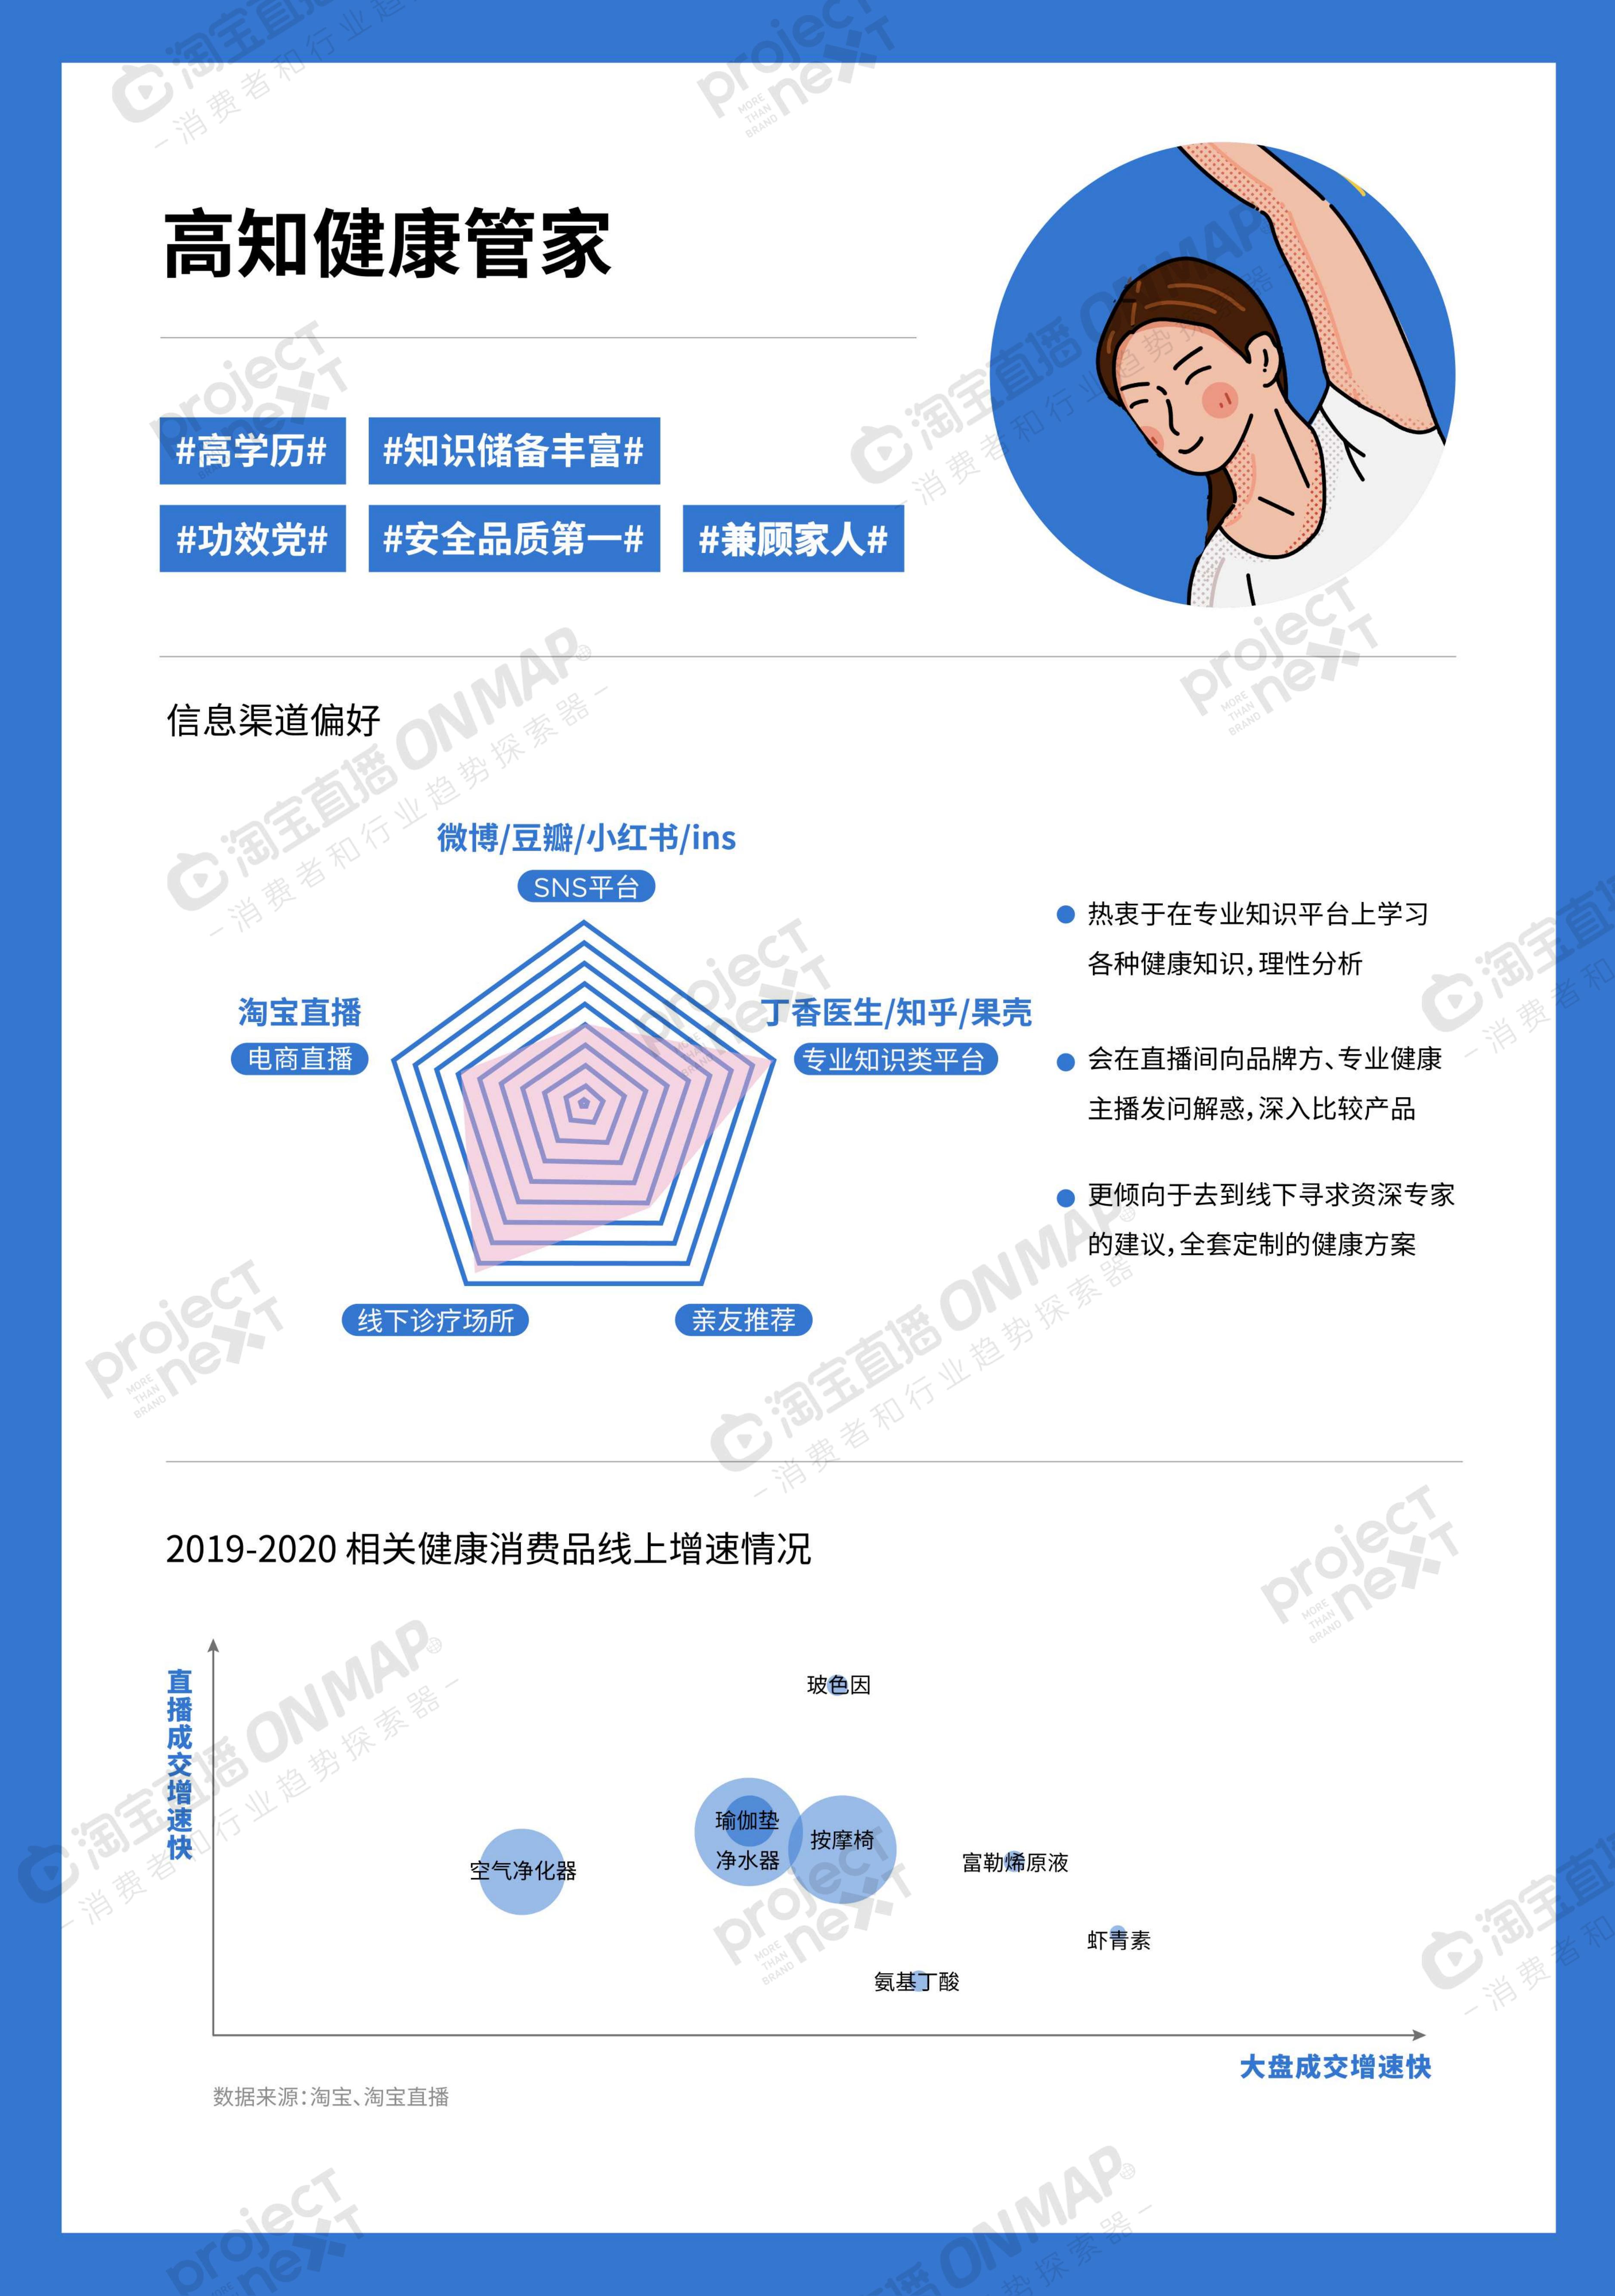 高知健康管家
#高学历#
#知识储备丰富#
#功效党#
#安全品质第一#
#兼顾家人#
信息渠道偏好
微博/豆瓣/小红书/ins
SNS平台
淘宝直播
电商直播
丁香医生/知乎/果壳
专业知识类平台
线下诊疗场所
亲友推荐
热衷于在专业知识平台上学习
各种健康知识，理性分析
会在直播间向品牌方、专业健康
主播发问解惑，深入比较产品
更倾向于去到线下寻求资深专家
的建议，全套定制的健康方案
2019-2020 相关健康消费品线上增速情况
直播成交增速快
玻色因
瑜伽垫
净水器
按摩椅
空气净化器
富勒烯原液
虾青素
氨基丁酸
大盘成交增速快
数据来源：淘宝、淘宝直播
淘宝直播 ON MAP
－消费者和行业趋势探索器－
project neXT
MORE THAN BRAND